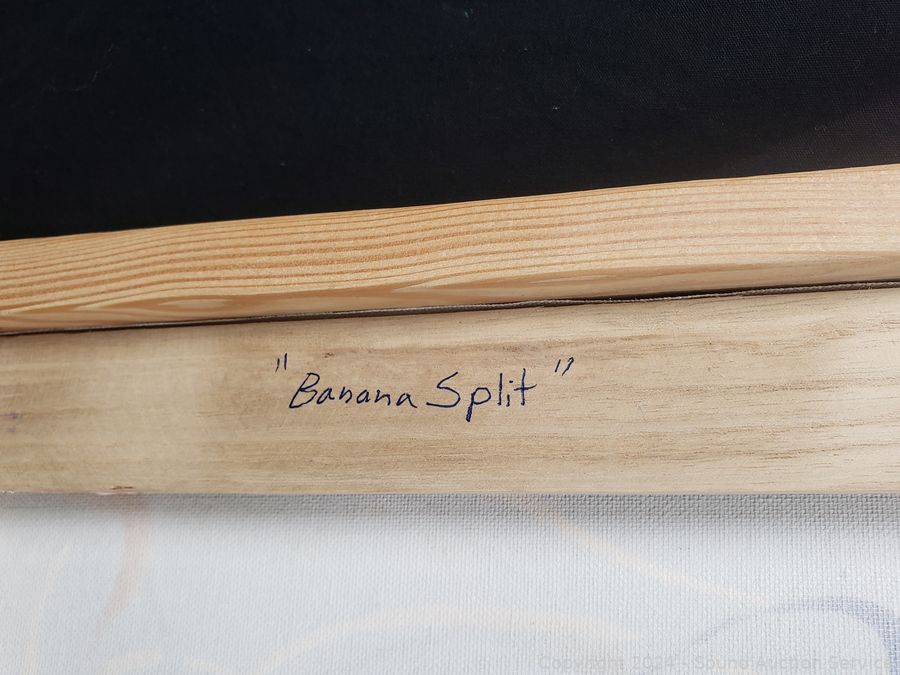 "Banana Split"
Copyright 2024 - Sound Auction Service